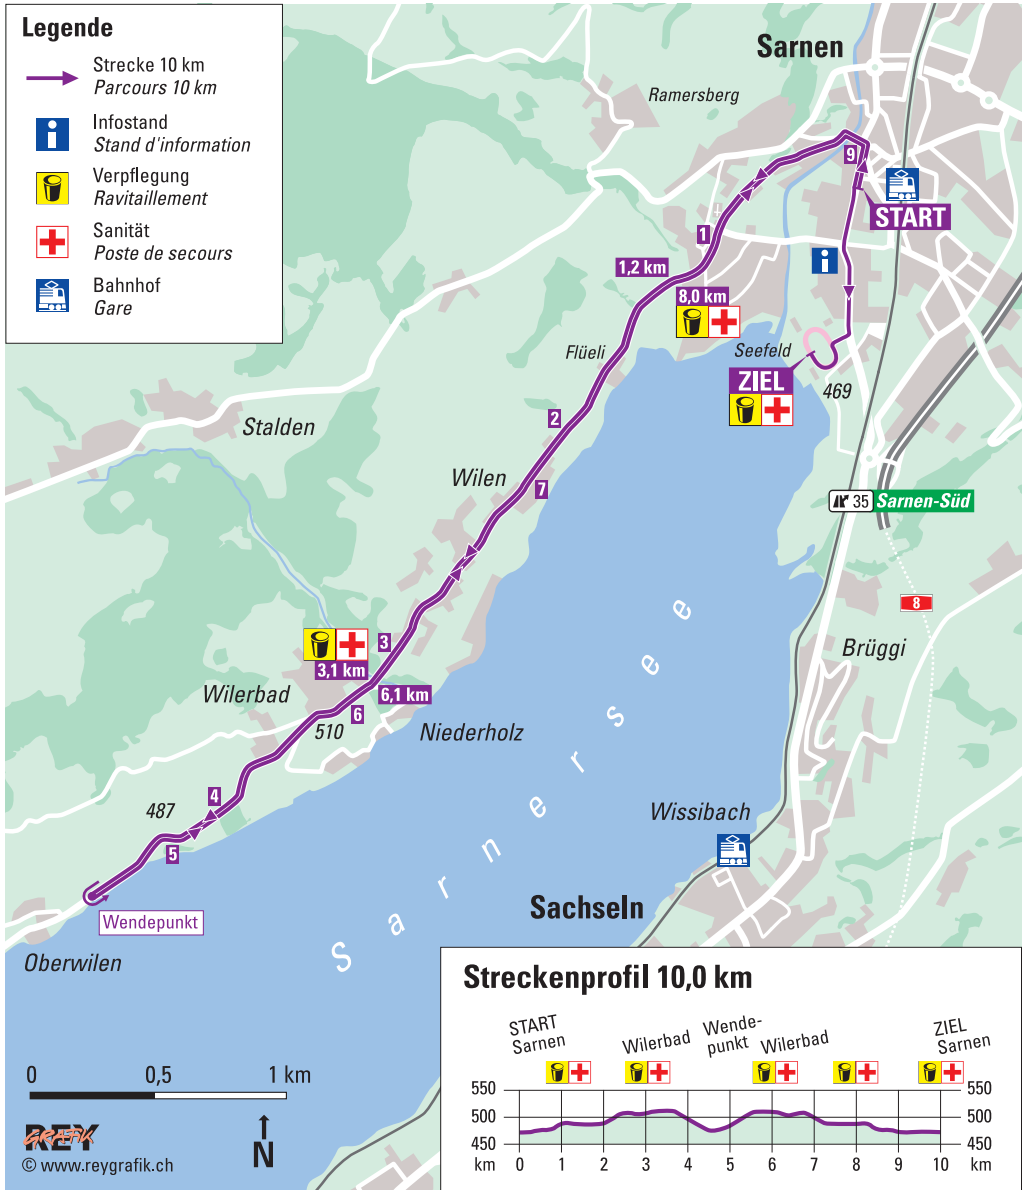 Legende
Strecke 10 km
Parcours 10 km
Infostand
Stand d'information
Verpflegung
Ravitaillement
Sanität
Poste de secours
Bahnhof
Gare
Sarnen
Ramersberg
9
START
1
1,2 km
8,0 km
Flüeli
Seefeld
ZIEL
469
2
Stalden
Wilen
7
35 Sarnen-Süd
8
3
3,1 km
Brüggi
Wilerbad
6,1 km
6
510
Niederholz
4
487
5
Wissibach
Wendepunkt
Sachseln
Oberwilen
Sarnersee
Streckenprofil 10,0 km
START
Sarnen
Wilerbad
Wende-
punkt
Wilerbad
ZIEL
Sarnen
550 550
500 500
450 450
km 0 1 2 3 4 5 6 7 8 9 10 km
0 0,5 1 km
REY
GRAFIK
N
© www.reygrafik.ch